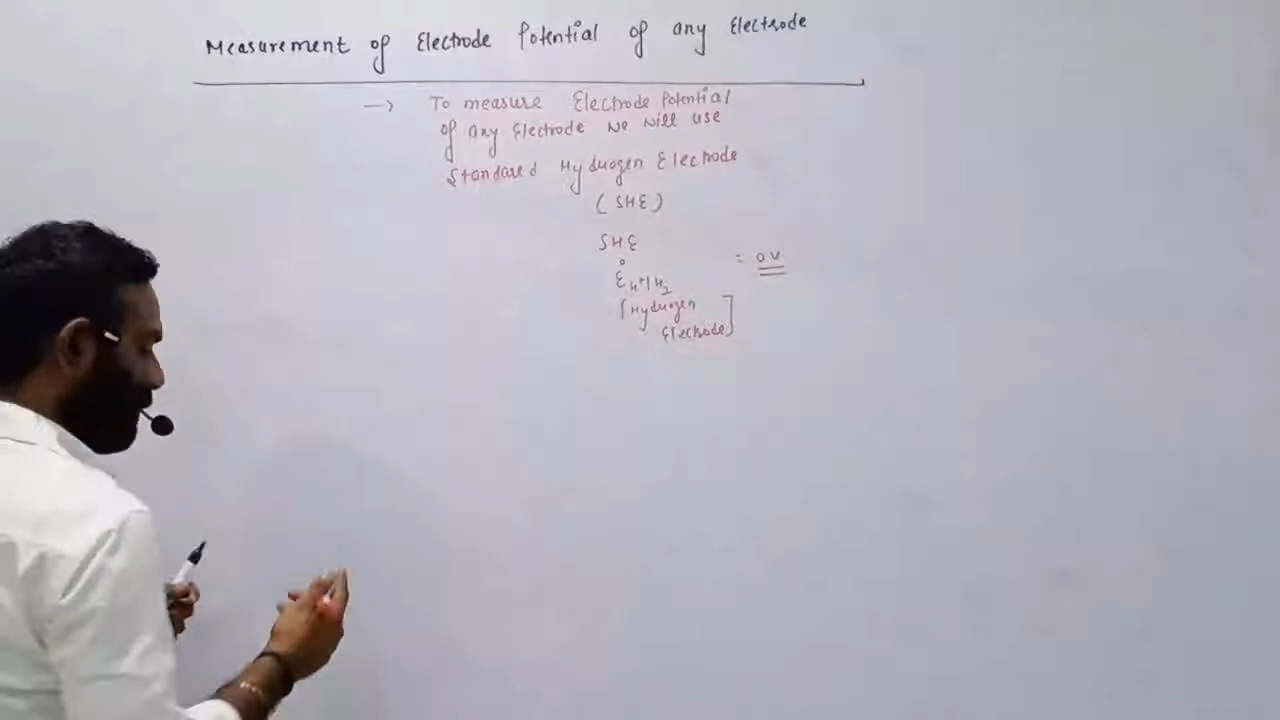 Measurement of Electrode Potential of any Electrode
→ To measure Electrode Potential
of any Electrode we will use
Standard Hydrogen Electrode
(SHE)
SHE
E°H+/H2 = 0V
[Hydrogen
Electrode]